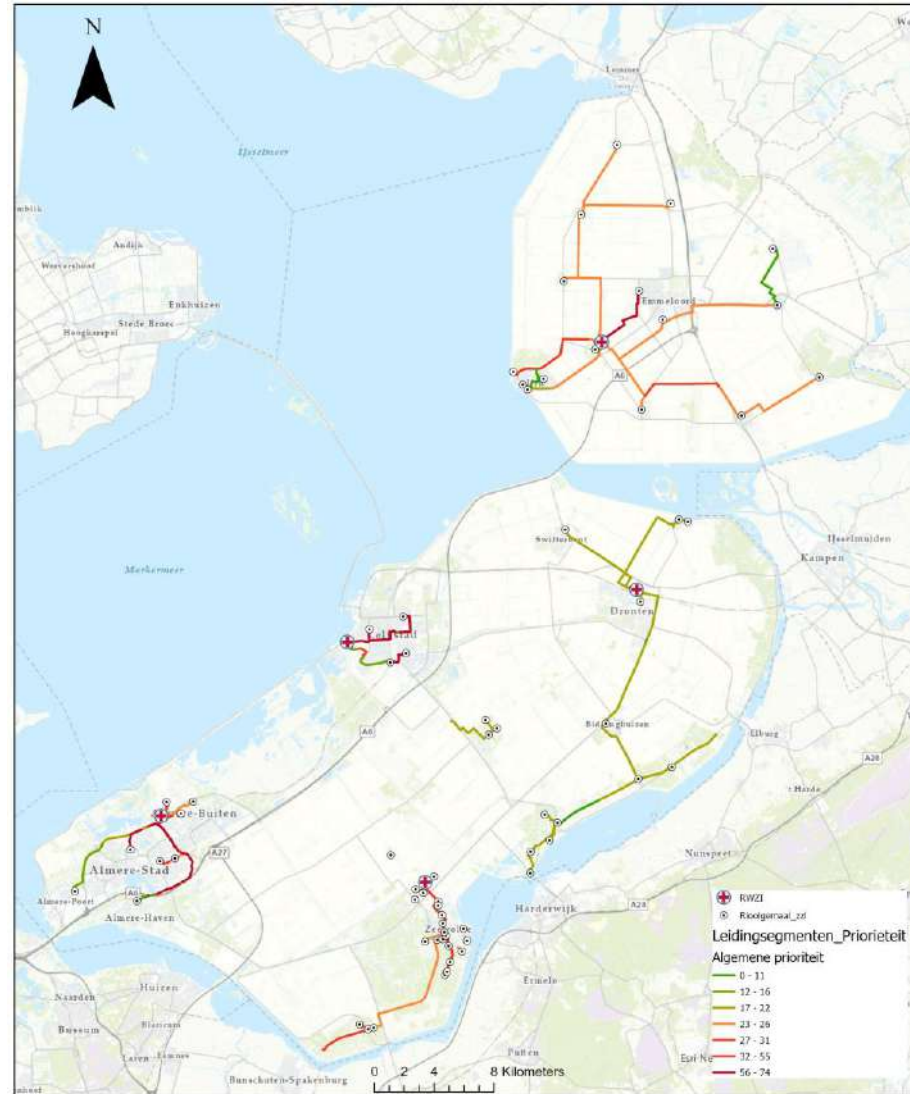 N
Lemmer
IJsselmeer
Andijk
Wervershoof
Enkhuizen
Stede Broec
Hoogkarspel
Emmeloord
A6
Markermeer
Swifterbant
IJsselmuiden
Kampen
Dronten
Lelystad
Biddinghuizen
Elburg
A6
A28
't Harde
Almere-Buiten
A27
Nunspeet
Almere-Stad
A6
Almere-Poort
Almere-Haven
Harderwijk
A28
Zeewolde
Ermelo
Naarden
Huizen
Bussum
Blaricum
Laren
Eemnes
Putten
Bunschoten-Spakenburg
0 2 4 8 Kilometers
RWZI
Rioolgemaal_zzl
Leidingsegmenten_Priorieteit
Algemene prioriteit
0 - 11
12 - 16
17 - 22
23 - 26
27 - 31
32 - 55
56 - 74